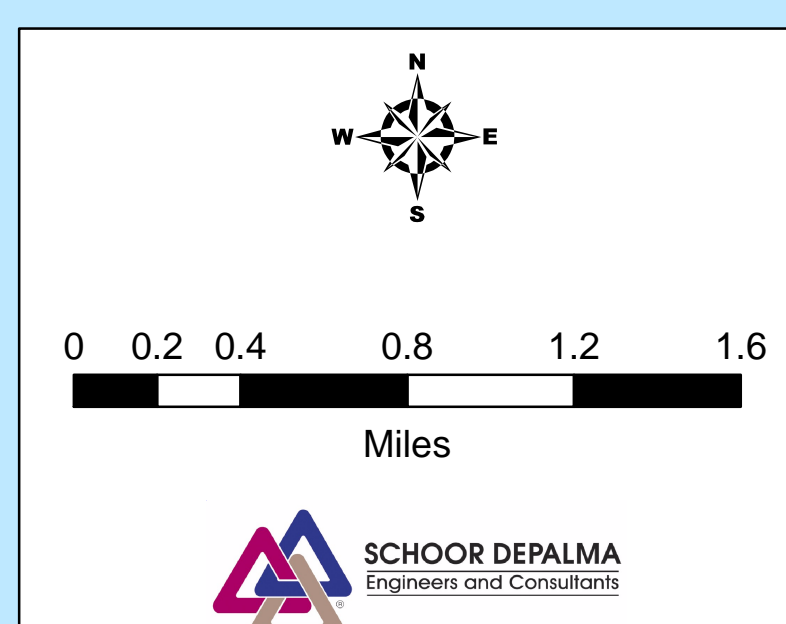 N
W E
S
0 0.2 0.4 0.8 1.2 1.6
Miles
SCHOOR DEPALMA
Engineers and Consultants
®